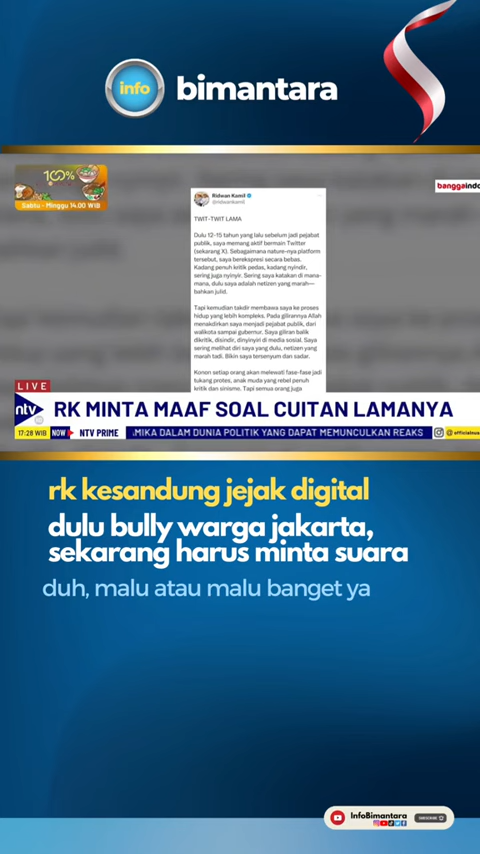 info
bimantara
100%
Sabtu - Minggu 14.00 WIB
banggaindo
Ridwan Kamil
@ridwankamil
TWIT-TWIT LAMA
Dulu 12-15 tahun yang lalu sebelum jadi pejabat
publik, saya memang aktif bermain Twitter
(sekarang X). Sebagaimana nature-nya platform
tersebut, saya berekspresi secara bebas.
Kadang penuh kritik pedas, kadang nyindir,
sering juga nyinyir. Sering saya katakan di mana-
mana, dulu saya adalah netizen yang marah—
bahkan julid.
Tapi kemudian takdir membawa saya ke proses
hidup yang lebih kompleks. Pada gilirannya Allah
menakdirkan saya menjadi pejabat publik, dari
walikota sampai gubernur. Saya giliran balik
dikritik, disindir, dinyinyiri di media sosial. Saya
sering melihat diri saya yang dulu, netizen yang
marah tadi. Bikin saya tersenyum dan sadar.
Konon setiap orang akan melewati fase-fase jadi
tukang protes, anak muda yang rebel penuh
kritik dan sinisme. Tapi semua orang juga
LIVE
ntv
RK MINTA MAAF SOAL CUITAN LAMANYA
17:28 WIB
NOW
NTV PRIME
.MIKA DALAM DUNIA POLITIK YANG DAPAT MEMUNCULKAN REAKS
rk kesandung jejak digital
dulu bully warga jakarta,
sekarang harus minta suara
duh, malu atau malu banget ya
InfoBimantara
SUBSCRIBE